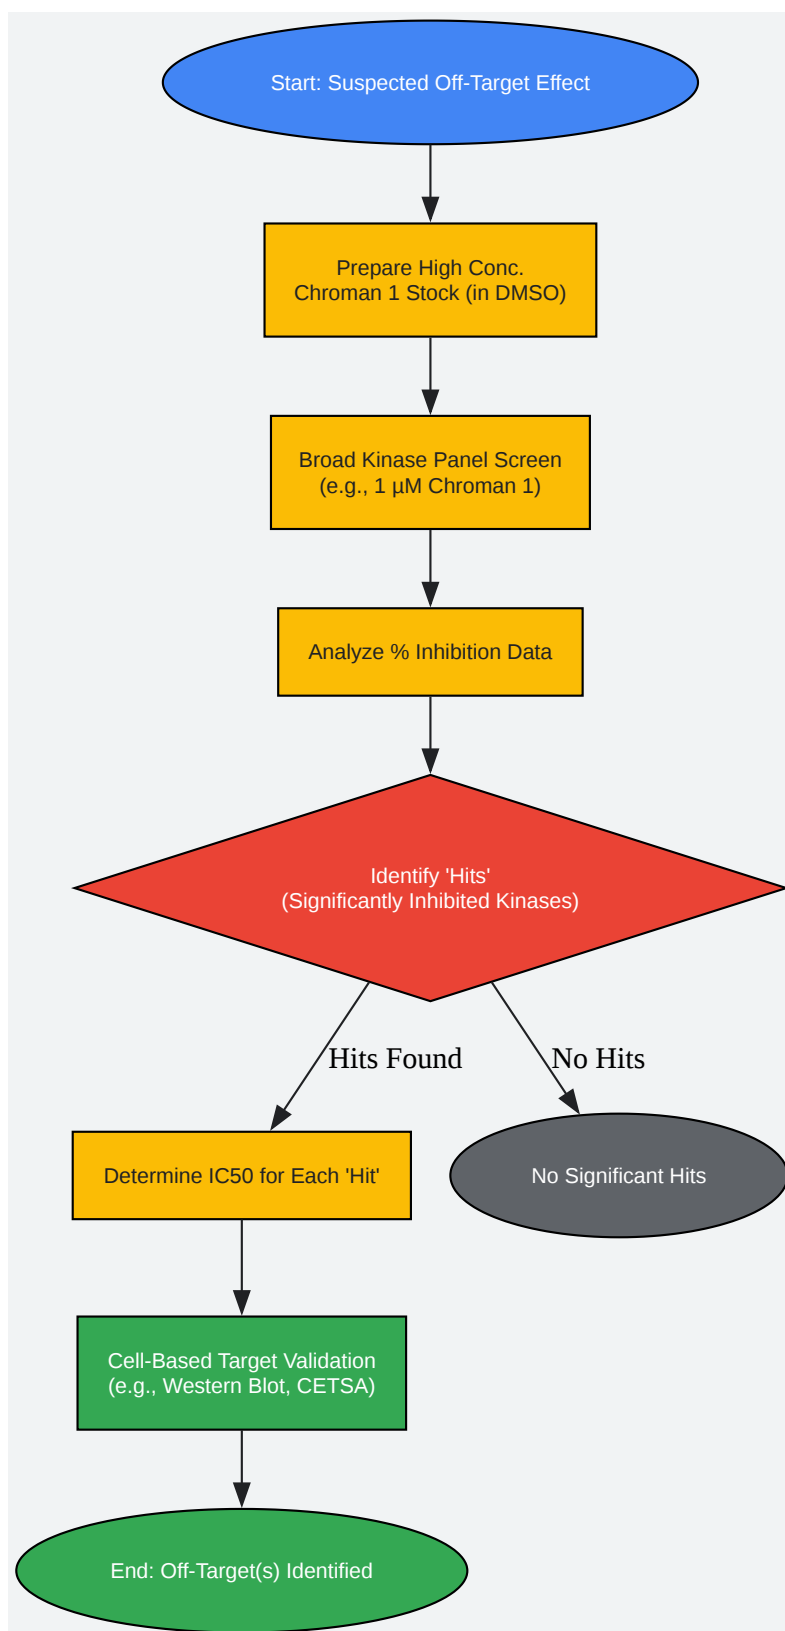 Start: Suspected Off-Target Effect
Prepare High Conc.
Chroman 1 Stock (in DMSO)
Broad Kinase Panel Screen
(e.g., 1 µM Chroman 1)
Analyze % Inhibition Data
Identify 'Hits'
(Significantly Inhibited Kinases)
Hits Found
No Hits
Determine IC50 for Each 'Hit'
No Significant Hits
Cell-Based Target Validation
(e.g., Western Blot, CETSA)
End: Off-Target(s) Identified